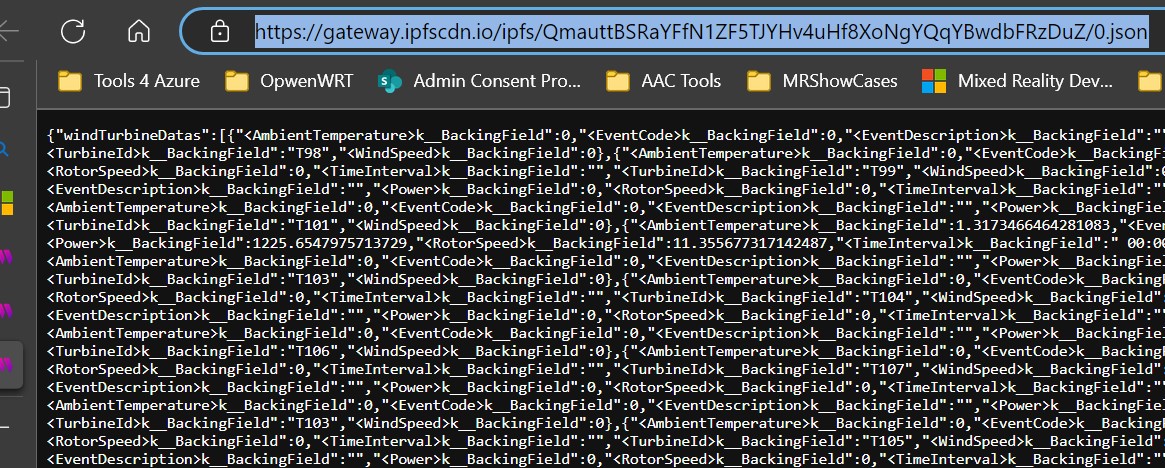 https://gateway.ipfscdn.io/ipfs/QmauttBSRaYFfN1ZF5TJYHv4uHf8XoNgYQqYBwdbFRzDuZ/0.json
Tools 4 Azure OpwenWRT Admin Consent Pro... AAC Tools MRShowCases Mixed Reality Dev...
{"windTurbineDatas":[{"<AmbientTemperature>k__BackingField":0,"<EventCode>k__BackingField":0,"<EventDescription>k__BackingField":""
<TurbineId>k__BackingField":"T98","<WindSpeed>k__BackingField":0},{"<AmbientTemperature>k__BackingField":0,"<EventCode>k__BackingFi
<RotorSpeed>k__BackingField":0,"<TimeInterval>k__BackingField":"","<TurbineId>k__BackingField":"T99","<WindSpeed>k__BackingField":0
<EventDescription>k__BackingField":"","<Power>k__BackingField":0,"<RotorSpeed>k__BackingField":0,"<TimeInterval>k__BackingField":""
<AmbientTemperature>k__BackingField":0,"<EventCode>k__BackingField":0,"<EventDescription>k__BackingField":"","<Power>k__BackingFiel
<TurbineId>k__BackingField":"T101","<WindSpeed>k__BackingField":0},{"<AmbientTemperature>k__BackingField":1.3173466464281083,"<Even
<Power>k__BackingField":1225.6547975713729,"<RotorSpeed>k__BackingField":11.355677317142487,"<TimeInterval>k__BackingField":" 00:00
<AmbientTemperature>k__BackingField":0,"<EventCode>k__BackingField":0,"<EventDescription>k__BackingField":"","<Power>k__BackingFiel
<TurbineId>k__BackingField":"T103","<WindSpeed>k__BackingField":0},{"<AmbientTemperature>k__BackingField":0,"<EventCode>k__BackingF
<RotorSpeed>k__BackingField":0,"<TimeInterval>k__BackingField":"","<TurbineId>k__BackingField":"T104","<WindSpeed>k__BackingField":
<EventDescription>k__BackingField":"","<Power>k__BackingField":0,"<RotorSpeed>k__BackingField":0,"<TimeInterval>k__BackingField":""
<AmbientTemperature>k__BackingField":0,"<EventCode>k__BackingField":0,"<EventDescription>k__BackingField":"","<Power>k__BackingFiel
<TurbineId>k__BackingField":"T106","<WindSpeed>k__BackingField":0},{"<AmbientTemperature>k__BackingField":0,"<EventCode>k__BackingF
<RotorSpeed>k__BackingField":0,"<TimeInterval>k__BackingField":"","<TurbineId>k__BackingField":"T107","<WindSpeed>k__BackingField":
<EventDescription>k__BackingField":"","<Power>k__BackingField":0,"<RotorSpeed>k__BackingField":0,"<TimeInterval>k__BackingField":""
<AmbientTemperature>k__BackingField":0,"<EventCode>k__BackingField":0,"<EventDescription>k__BackingField":"","<Power>k__BackingFiel
<TurbineId>k__BackingField":"T103","<WindSpeed>k__BackingField":0},{"<AmbientTemperature>k__BackingField":0,"<EventCode>k__BackingF
<RotorSpeed>k__BackingField":0,"<TimeInterval>k__BackingField":"","<TurbineId>k__BackingField":"T105","<WindSpeed>k__BackingField":
<EventDescription>k__BackingField":"","<Power>k__BackingField":0,"<RotorSpeed>k__BackingField":0,"<TimeInterval>k__BackingField":""